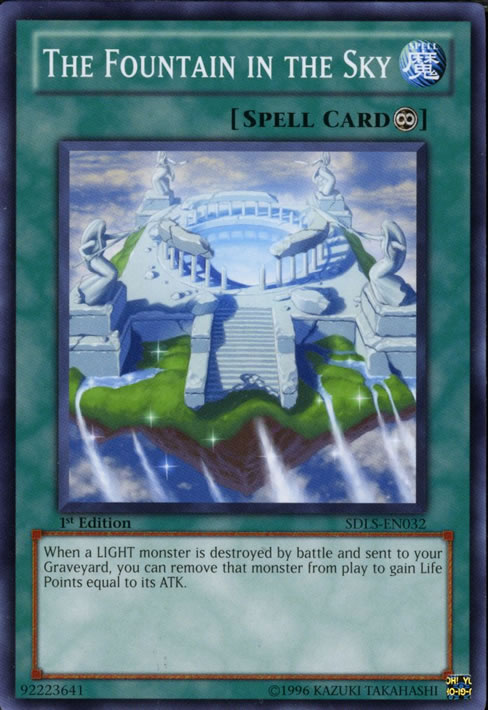 THE FOUNTAIN IN THE SKY
SPELL
魔
[SPELL CARD]
1st Edition
SDLS-EN032
When a LIGHT monster is destroyed by battle and sent to your
Graveyard, you can remove that monster from play to gain Life
Points equal to its ATK.
92223641
©1996 KAZUKI TAKAHASHI